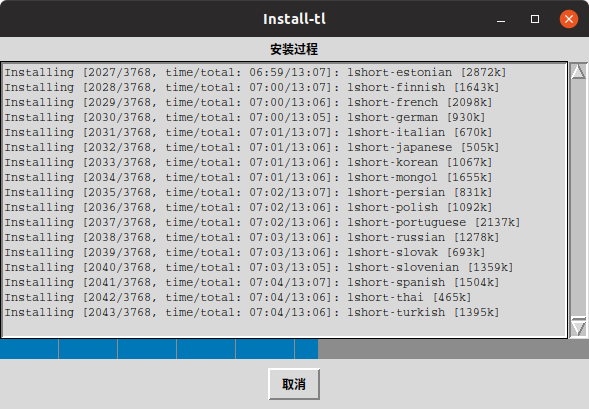 Install-tl
安装过程
Installing [2027/3768, time/total: 06:59/13:07]: lshort-estonian [2872k]
Installing [2028/3768, time/total: 07:00/13:07]: lshort-finnish [1643k]
Installing [2029/3768, time/total: 07:00/13:06]: lshort-french [2098k]
Installing [2030/3768, time/total: 07:00/13:05]: lshort-german [930k]
Installing [2031/3768, time/total: 07:01/13:07]: lshort-italian [670k]
Installing [2032/3768, time/total: 07:01/13:06]: lshort-japanese [505k]
Installing [2033/3768, time/total: 07:01/13:06]: lshort-korean [1067k]
Installing [2034/3768, time/total: 07:01/13:06]: lshort-mongol [1655k]
Installing [2035/3768, time/total: 07:02/13:07]: lshort-persian [831k]
Installing [2036/3768, time/total: 07:02/13:06]: lshort-polish [1092k]
Installing [2037/3768, time/total: 07:02/13:06]: lshort-portuguese [2137k]
Installing [2038/3768, time/total: 07:03/13:06]: lshort-russian [1278k]
Installing [2039/3768, time/total: 07:03/13:06]: lshort-slovak [693k]
Installing [2040/3768, time/total: 07:03/13:05]: lshort-slovenian [1359k]
Installing [2041/3768, time/total: 07:04/13:07]: lshort-spanish [1504k]
Installing [2042/3768, time/total: 07:04/13:06]: lshort-thai [465k]
Installing [2043/3768, time/total: 07:04/13:06]: lshort-turkish [1395k]
取消